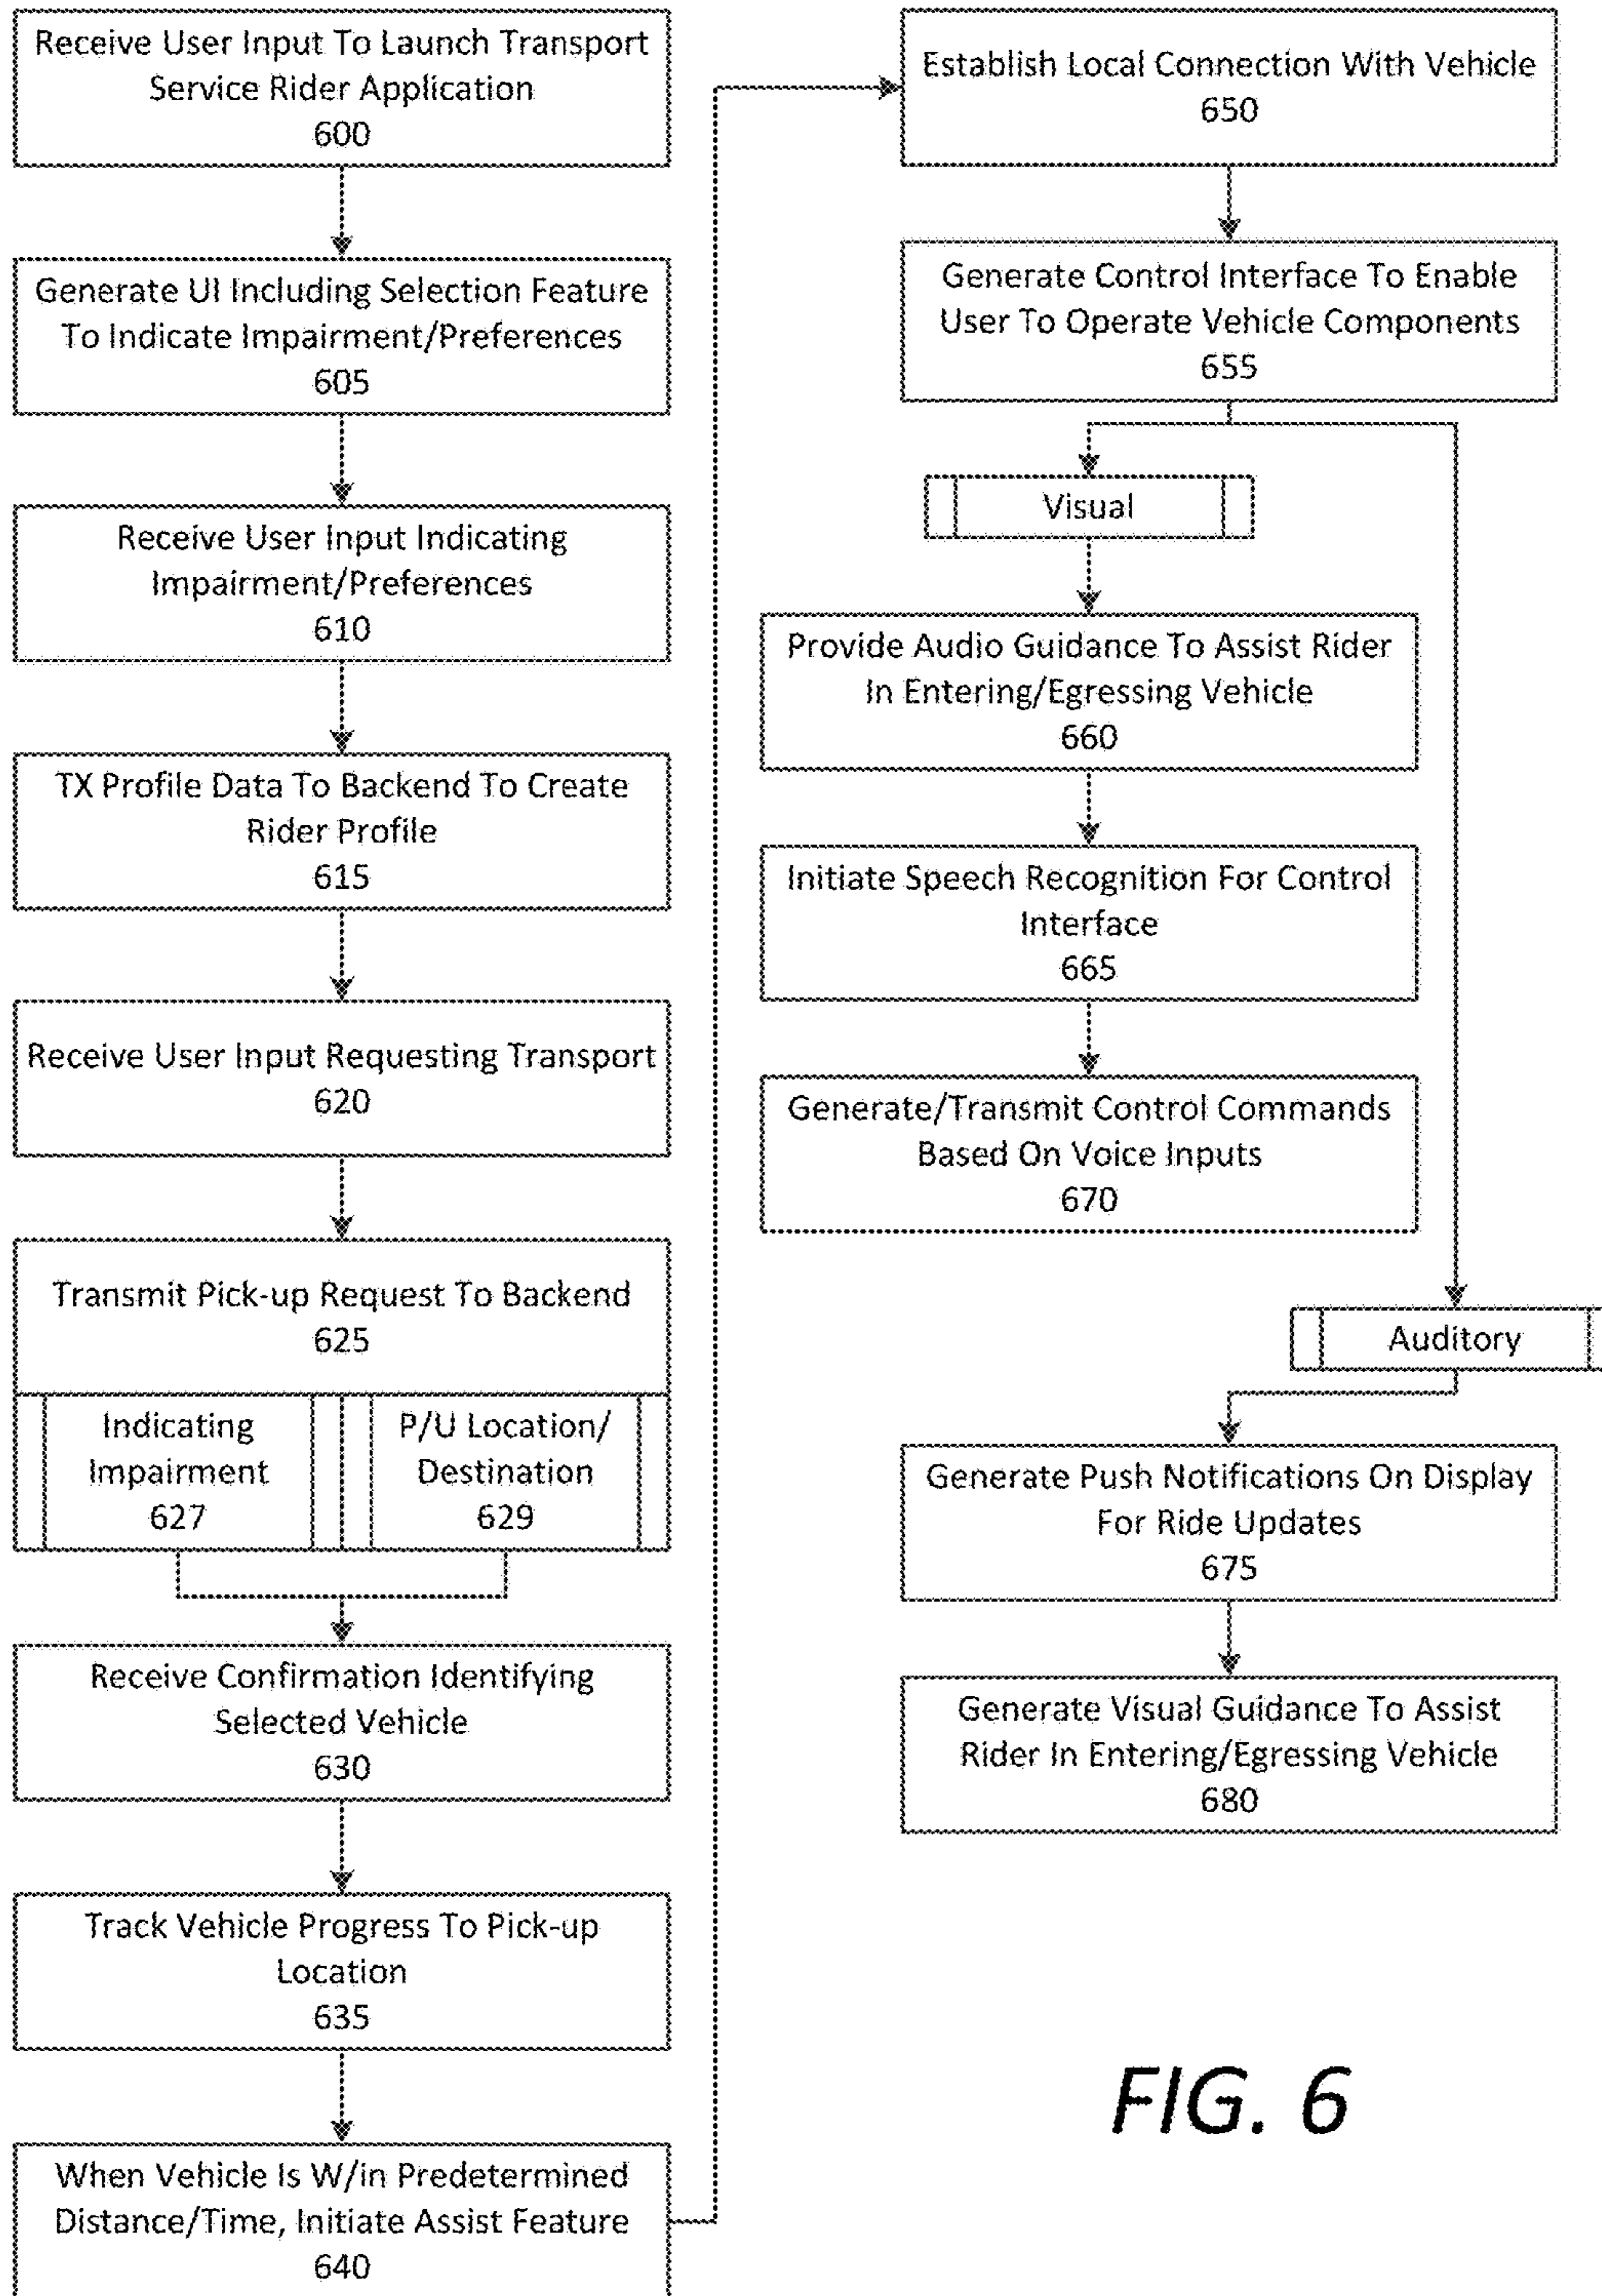 Receive User Input To Launch Transport
Service Rider Application
600
Generate UI Including Selection Feature
To Indicate Impairment/Preferences
605
Receive User Input Indicating
Impairment/Preferences
610
TX Profile Data To Backend To Create
Rider Profile
615
Receive User Input Requesting Transport
620
Transmit Pick-up Request To Backend
625
Indicating
Impairment
627
P/U Location/
Destination
629
Receive Confirmation Identifying
Selected Vehicle
630
Track Vehicle Progress To Pick-up
Location
635
When Vehicle Is W/in Predetermined
Distance/Time, Initiate Assist Feature
640
Establish Local Connection With Vehicle
650
Generate Control Interface To Enable
User To Operate Vehicle Components
655
Visual
Provide Audio Guidance To Assist Rider
In Entering/Egressing Vehicle
660
Initiate Speech Recognition For Control
Interface
665
Generate/Transmit Control Commands
Based On Voice Inputs
670
Auditory
Generate Push Notifications On Display
For Ride Updates
675
Generate Visual Guidance To Assist
Rider In Entering/Egressing Vehicle
680
FIG. 6